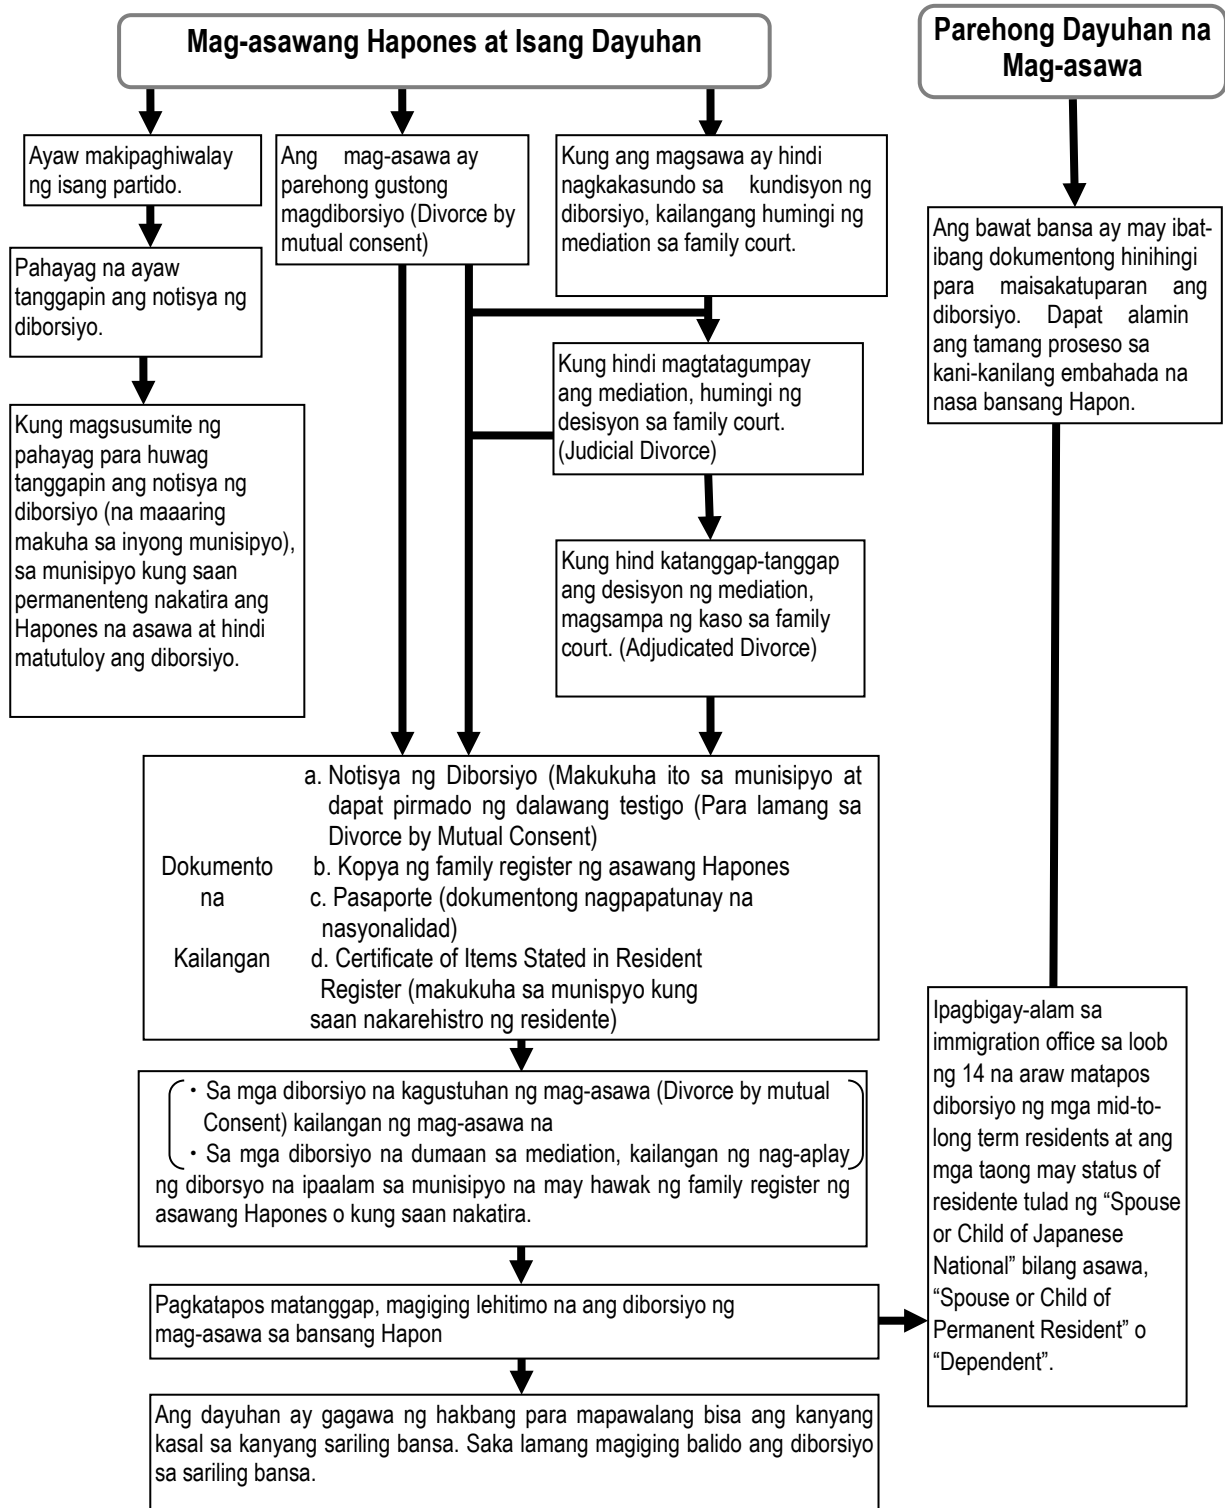 Mag-asawang Hapones at Isang Dayuhan
Parehong Dayuhan na
Mag-asawa
Ayaw makipaghiwalay
ng isang partido.
Pahayag na ayaw
tanggapin ang notisya ng
diborsiyo.
Kung magsusumite ng
pahayag para huwag
tanggapin ang notisya ng
diborsiyo (na maaaring
makuha sa inyong munisipyo),
sa munisipyo kung saan
permanenteng nakatira ang
Hapones na asawa at hindi
matutuloy ang diborsiyo.
Ang mag-asawa ay
parehong gustong
magdiborsiyo (Divorce by
mutual consent)
Kung ang magsawa ay hindi
nagkakasundo sa kundisyon ng
diborsiyo, kailangang humingi ng
mediation sa family court.
Kung hindi magtatagumpay
ang mediation, humingi ng
desisyon sa family court.
(Judicial Divorce)
Kung hind katanggap-tanggap
ang desisyon ng mediation,
magsampa ng kaso sa family
court. (Adjudicated Divorce)
Ang bawat bansa ay may ibat-
ibang dokumentong hinihingi
para maisakatuparan ang
diborsiyo. Dapat alamin
ang tamang proseso sa
kani-kanilang embahada na
nasa bansang Hapon.
a. Notisya ng Diborsiyo (Makukuha ito sa munisipyo at
dapat pirmado ng dalawang testigo (Para lamang sa
Divorce by Mutual Consent)
Dokumento b. Kopya ng family register ng asawang Hapones
na c. Pasaporte (dokumentong nagpapatunay na
nasyonalidad)
Kailangan d. Certificate of Items Stated in Resident
Register (makukuha sa munispyo kung
saan nakarehistro ng residente)
・Sa mga diborsiyo na kagustuhan ng mag-asawa (Divorce by mutual
Consent) kailangan ng mag-asawa na
・Sa mga diborsiyo na dumaan sa mediation, kailangan ng nag-aplay
ng diborsyo na ipaalam sa munisipyo na may hawak ng family register ng
asawang Hapones o kung saan nakatira.
Pagkatapos matanggap, magiging lehitimo na ang diborsiyo ng
mag-asawa sa bansang Hapon
Ang dayuhan ay gagawa ng hakbang para mapawalang bisa ang kanyang
kasal sa kanyang sariling bansa. Saka lamang magiging balido ang diborsiyo
sa sariling bansa.
Ipagbigay-alam sa
immigration office sa loob
ng 14 na araw matapos
diborsiyo ng mga mid-to-
long term residents at ang
mga taong may status of
residente tulad ng “Spouse
or Child of Japanese
National” bilang asawa,
“Spouse or Child of
Permanent Resident” o
“Dependent”.